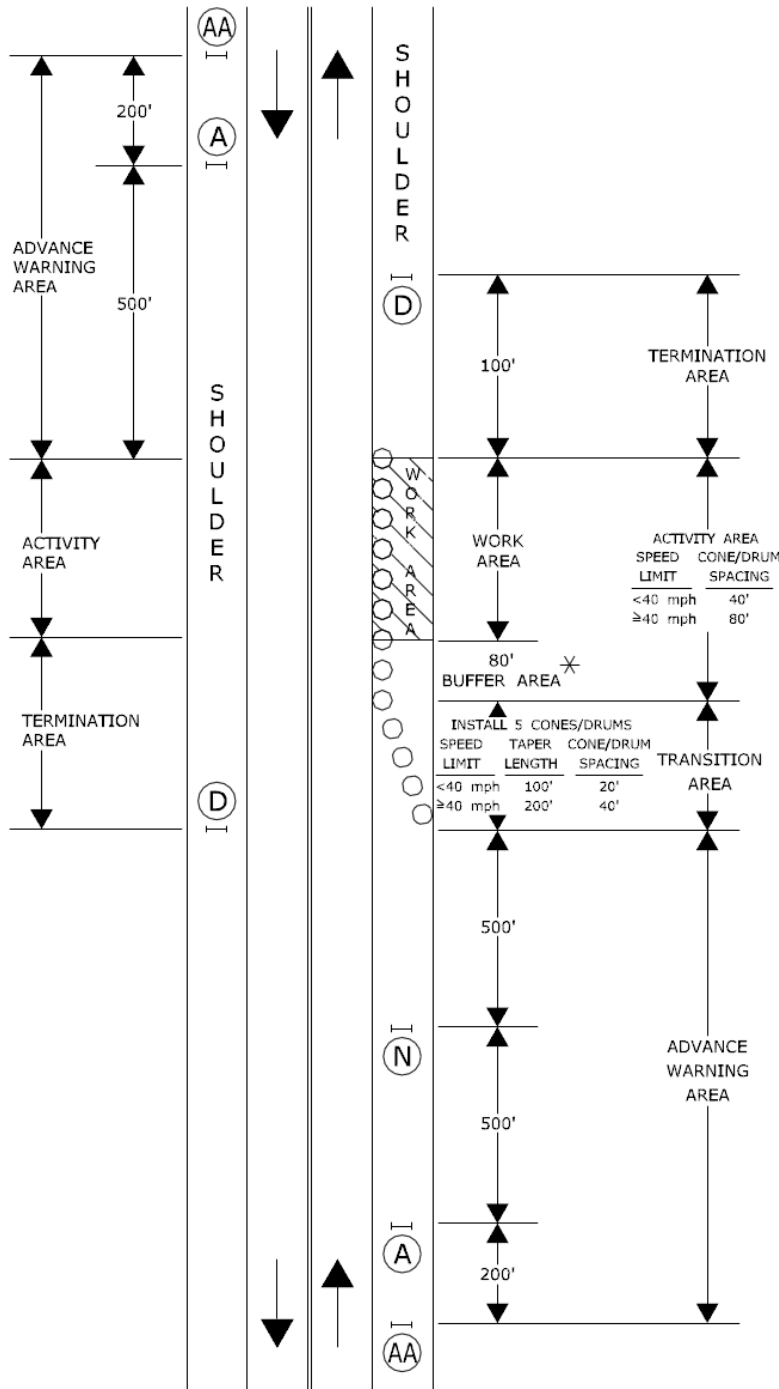 AA
200'
A
ADVANCE
WARNING
AREA
500'
SHOULDER
ACTIVITY
AREA
TERMINATION
AREA
D
SHOULDER
D
100'
TERMINATION
AREA
WORK AREA
WORK
AREA
ACTIVITY AREA
SPEED CONE/DRUM
LIMIT SPACING
<40 mph 40'
≥40 mph 80'
80'
BUFFER AREA *
INSTALL 5 CONES/DRUMS
SPEED TAPER CONE/DRUM
LIMIT LENGTH SPACING
<40 mph 100' 20'
≥40 mph 200' 40'
TRANSITION
AREA
500'
N
ADVANCE
WARNING
AREA
500'
A
200'
AA